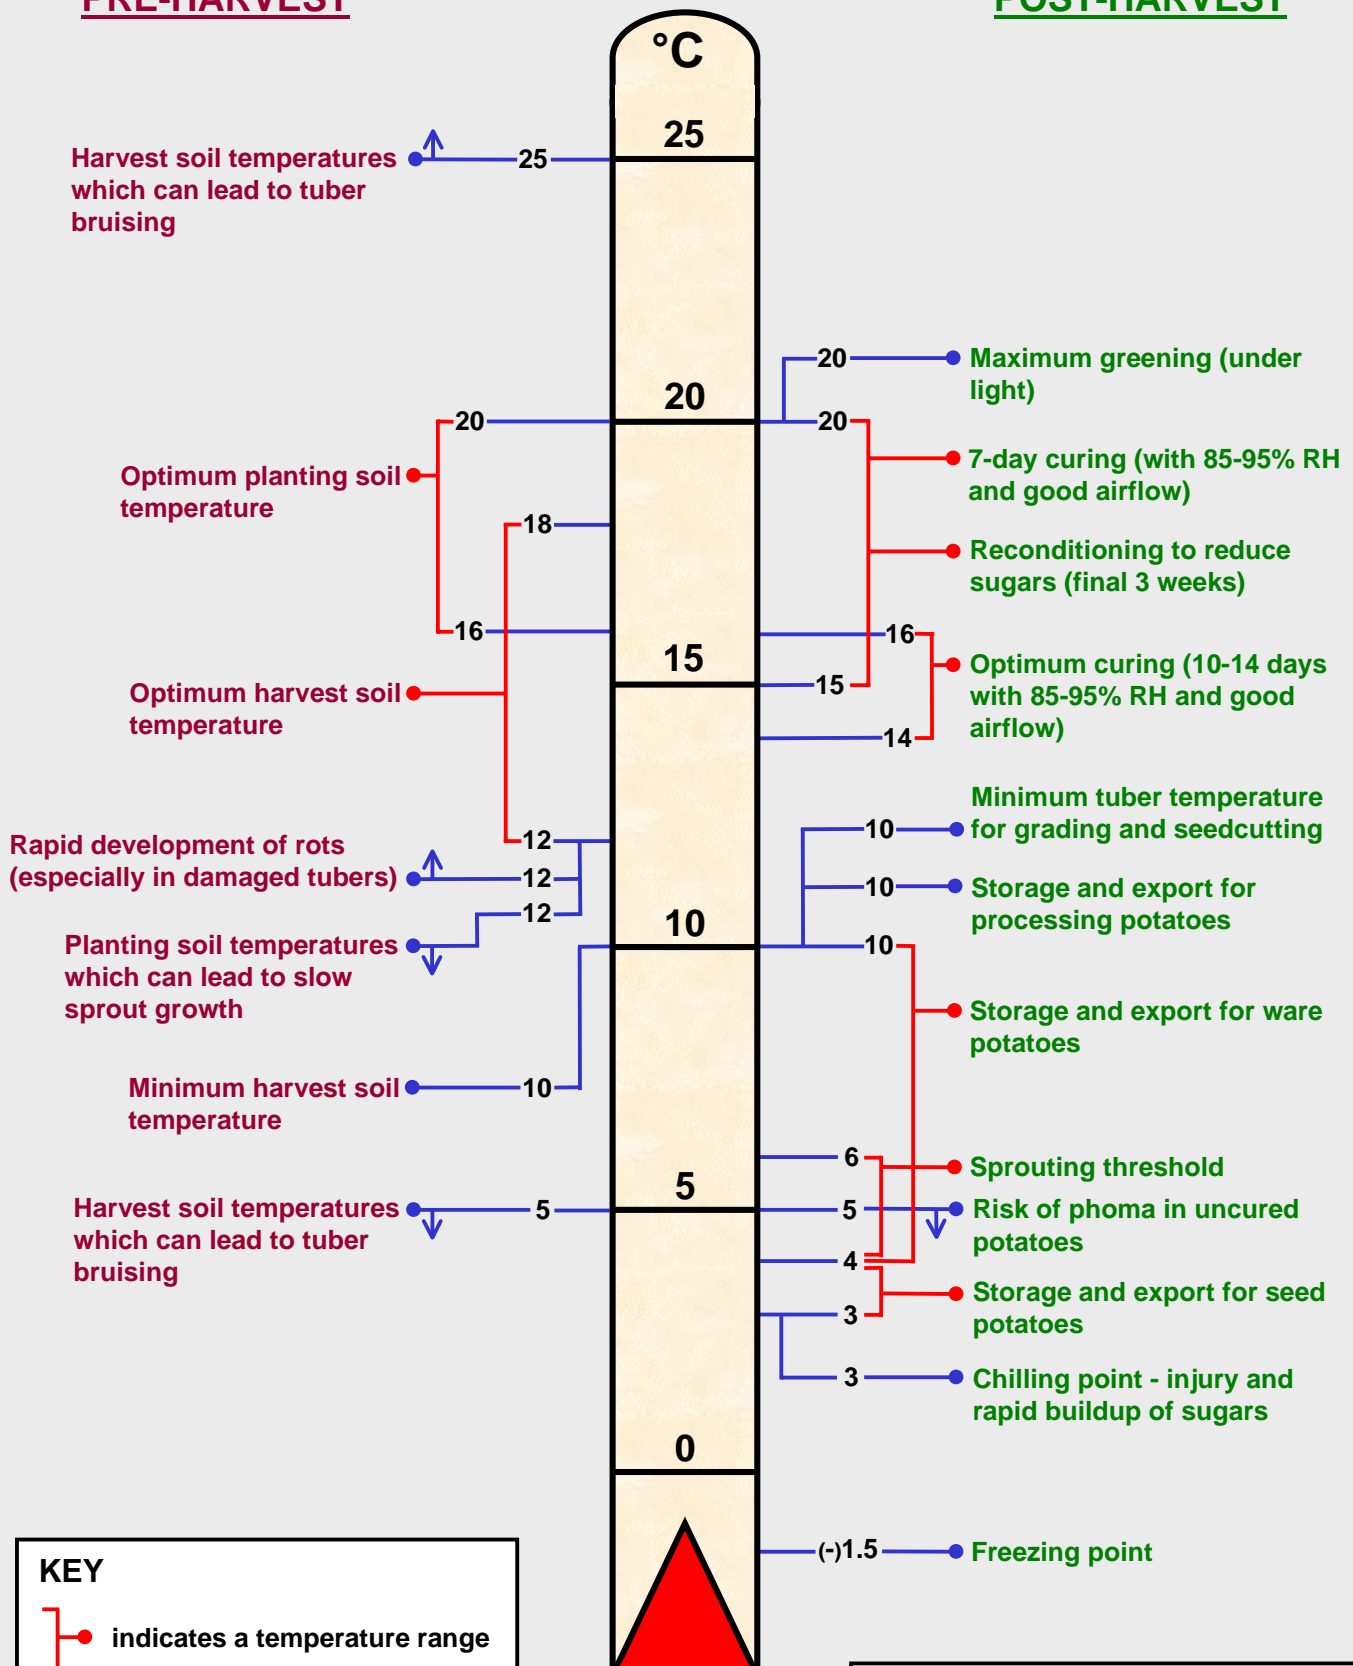 PRE-HARVEST
POST-HARVEST
°C
25
20
15
10
5
0
Harvest soil temperatures
which can lead to tuber
bruising
25
Optimum planting soil
temperature
20
16
Optimum harvest soil
temperature
18
12
Rapid development of rots
(especially in damaged tubers)
12
Planting soil temperatures
which can lead to slow
sprout growth
12
Minimum harvest soil
temperature
10
Harvest soil temperatures
which can lead to tuber
bruising
5
20
Maximum greening (under
light)
20
7-day curing (with 85-95% RH
and good airflow)
Reconditioning to reduce
sugars (final 3 weeks)
15
16
Optimum curing (10-14 days
with 85-95% RH and good
airflow)
14
Minimum tuber temperature
10
for grading and seedcutting
10
Storage and export for
processing potatoes
10
Storage and export for ware
potatoes
6
Sprouting threshold
5
Risk of phoma in uncured
potatoes
4
Storage and export for seed
potatoes
3
3
Chilling point - injury and
rapid buildup of sugars
(-)1.5
Freezing point
KEY
indicates a temperature range